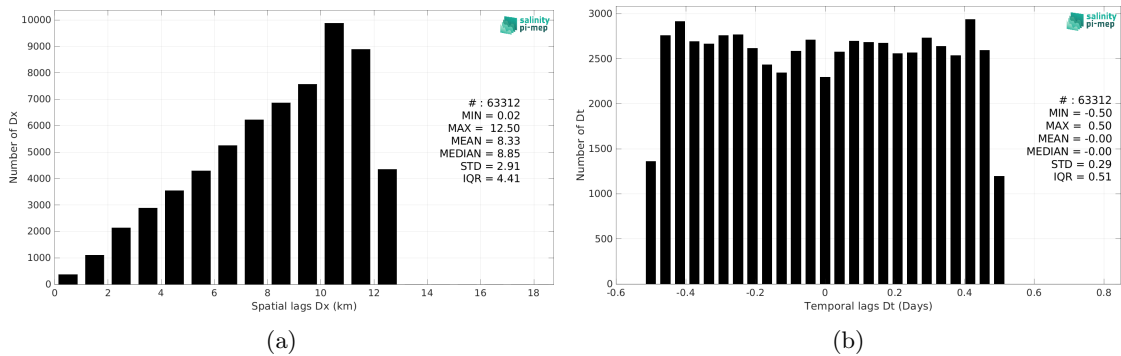 10000
9000
8000
7000
6000
5000
4000
3000
2000
1000
0
Number of Dx
0 2 4 6 8 10 12 14 16 18
Spatial lags Dx (km)
salinity
pi-mep
# : 63312
MIN = 0.02
MAX = 12.50
MEAN = 8.33
MEDIAN = 8.85
STD = 2.91
IQR = 4.41
(a)
3000
2500
2000
1500
1000
500
0
Number of Dt
-0.6 -0.4 -0.2 0 0.2 0.4 0.6 0.8
Temporal lags Dt (Days)
salinity
pi-mep
# : 63312
MIN = -0.50
MAX = 0.50
MEAN = -0.00
MEDIAN = -0.00
STD = 0.29
IQR = 0.51
(b)